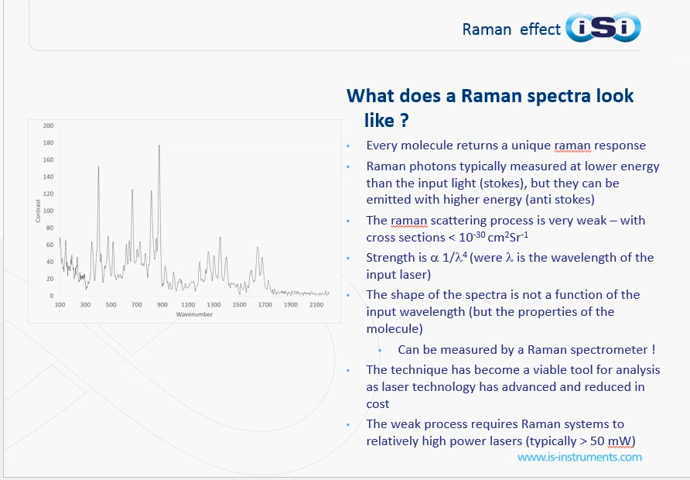 Raman effect
iSi
What does a Raman spectra look
like ?
• Every molecule returns a unique raman response
• Raman photons typically measured at lower energy
than the input light (stokes), but they can be
emitted with higher energy (anti stokes)
• The raman scattering process is very weak – with
cross sections < 10⁻³⁰ cm²Sr⁻¹
• Strength is α 1/λ⁴ (were λ is the wavelength of the
input laser)
• The shape of the spectra is not a function of the
input wavelength (but the properties of the
molecule)
• Can be measured by a Raman spectrometer !
• The technique has become a viable tool for analysis
as laser technology has advanced and reduced in
cost
• The weak process requires Raman systems to
relatively high power lasers (typically > 50 mW)
www.is-instruments.com
Contrast
200
180
160
140
120
100
80
60
40
20
0
100 300 500 700 900 1100 1300 1500 1700 1900 2100
Wavenumber